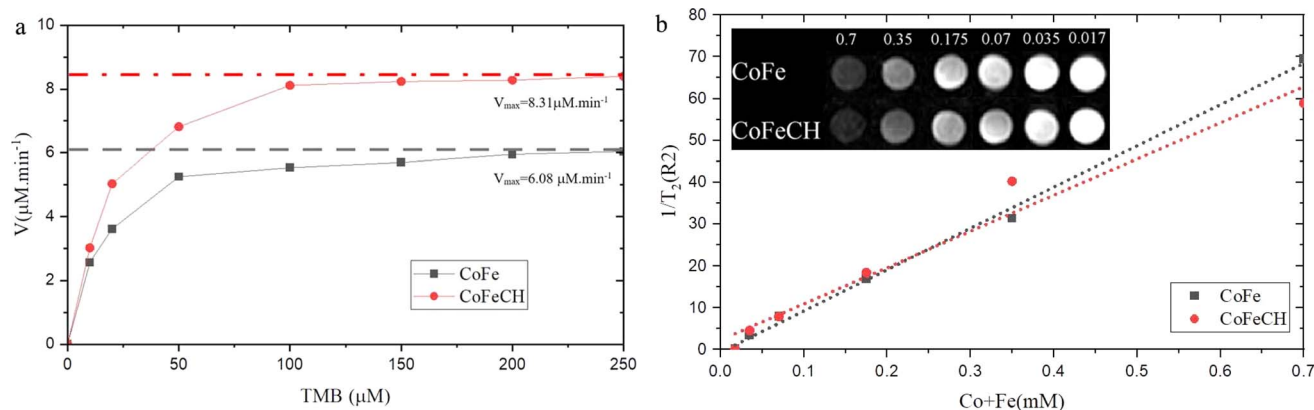 a
10
8
6
4
2
0
V(μM.min⁻¹)
0 50 100 150 200 250
TMB (μM)
Vmax=8.31μM.min⁻¹
Vmax=6.08 μM.min⁻¹
CoFe
CoFeCH
b
80
70
60
50
40
30
20
10
0
1/T₂(R2)
0.0 0.1 0.2 0.3 0.4 0.5 0.6 0.7
Co+Fe(mM)
0.7 0.35 0.175 0.07 0.035 0.017
CoFe
CoFeCH
CoFe
CoFeCH